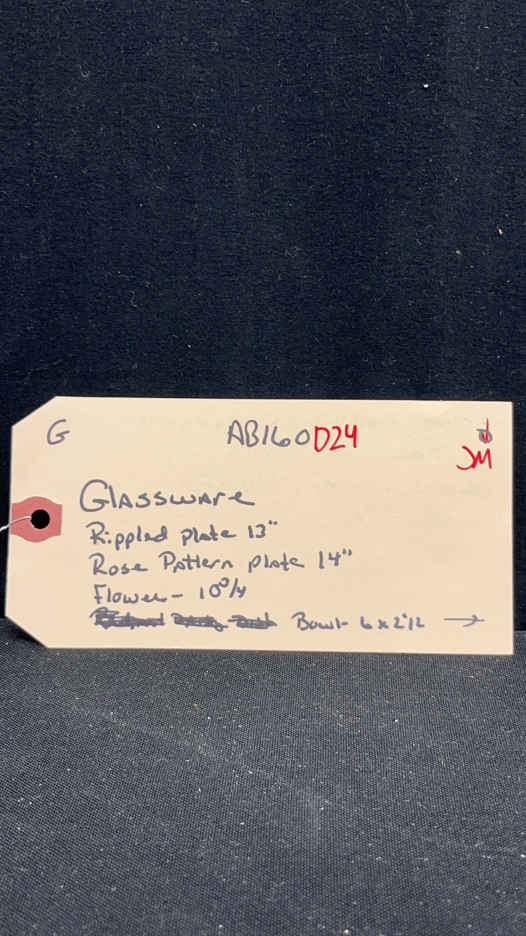 G AB160D24
JM
Glassware
Rippled plate 13"
Rose Pattern plate 14"
Flower - 10 3/4
Bowl- 6 x 2 1/2 →